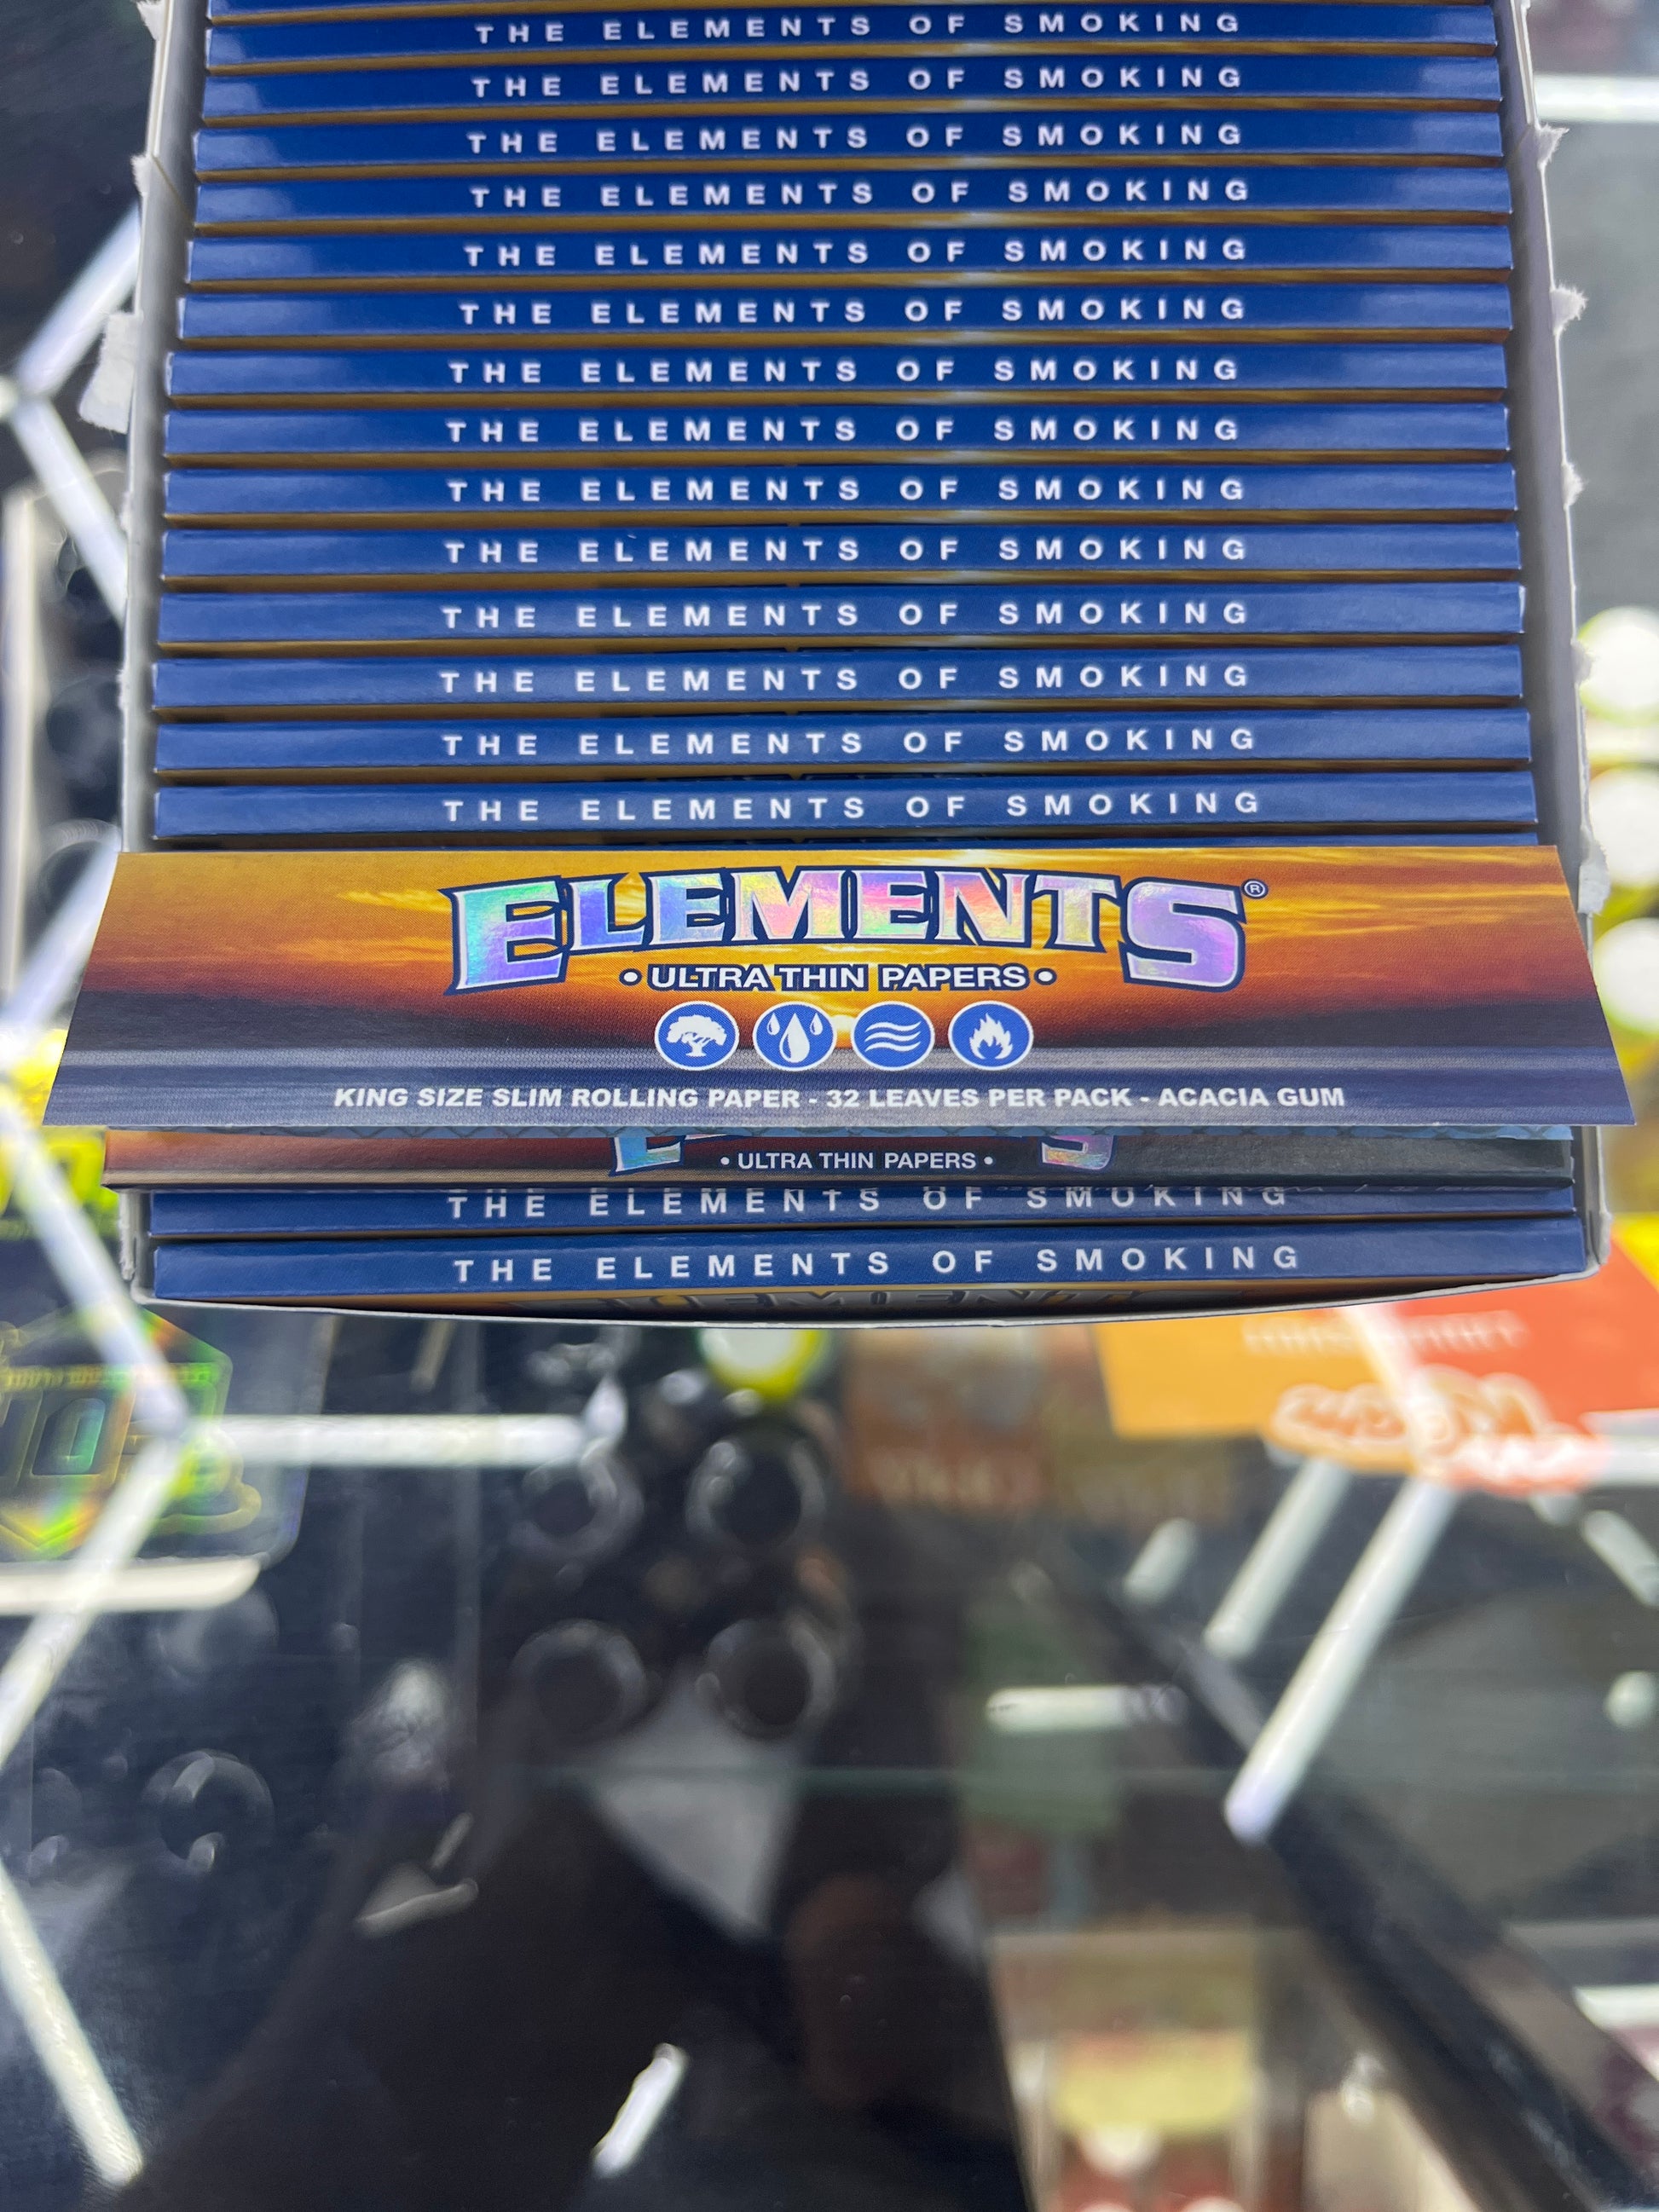 THE ELEMENTS OF SMOKING
THE ELEMENTS OF SMOKING
THE ELEMENTS OF SMOKING
THE ELEMENTS OF SMOKING
THE ELEMENTS OF SMOKING
THE ELEMENTS OF SMOKING
THE ELEMENTS OF SMOKING
THE ELEMENTS OF SMOKING
THE ELEMENTS OF SMOKING
THE ELEMENTS OF SMOKING
THE ELEMENTS OF SMOKING
THE ELEMENTS OF SMOKING
THE ELEMENTS OF SMOKING
THE ELEMENTS OF SMOKING
ELEMENTS®
• ULTRA THIN PAPERS •
KING SIZE SLIM ROLLING PAPER - 32 LEAVES PER PACK - ACACIA GUM
• ULTRA THIN PAPERS •
THE ELEMENTS OF SMOKING
THE ELEMENTS OF SMOKING